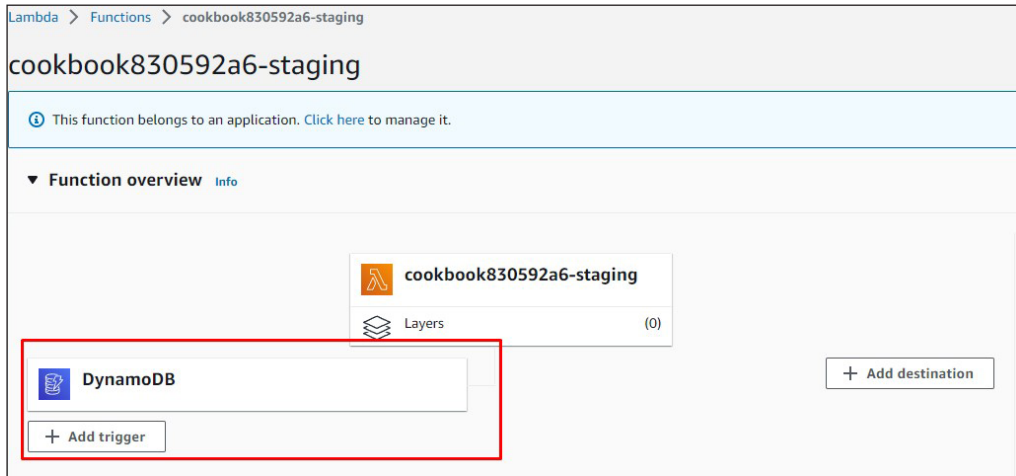 Lambda > Functions > cookbook830592a6-staging
cookbook830592a6-staging
This function belongs to an application. Click here to manage it.
▼ Function overview Info
cookbook830592a6-staging
Layers (0)
DynamoDB
+ Add destination
+ Add trigger